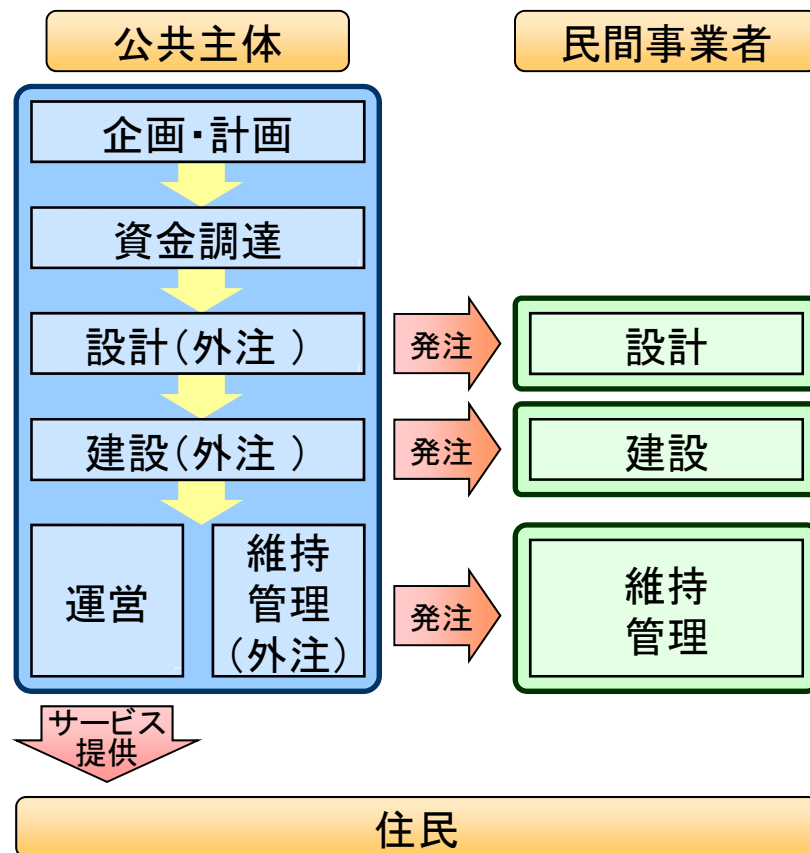 公共主体
民間事業者
企画・計画
資金調達
設計（外注 ）
発注
設計
建設（外注 ）
発注
建設
運営
維持
管理
（外注）
発注
維持
管理
サービス
提供
住民